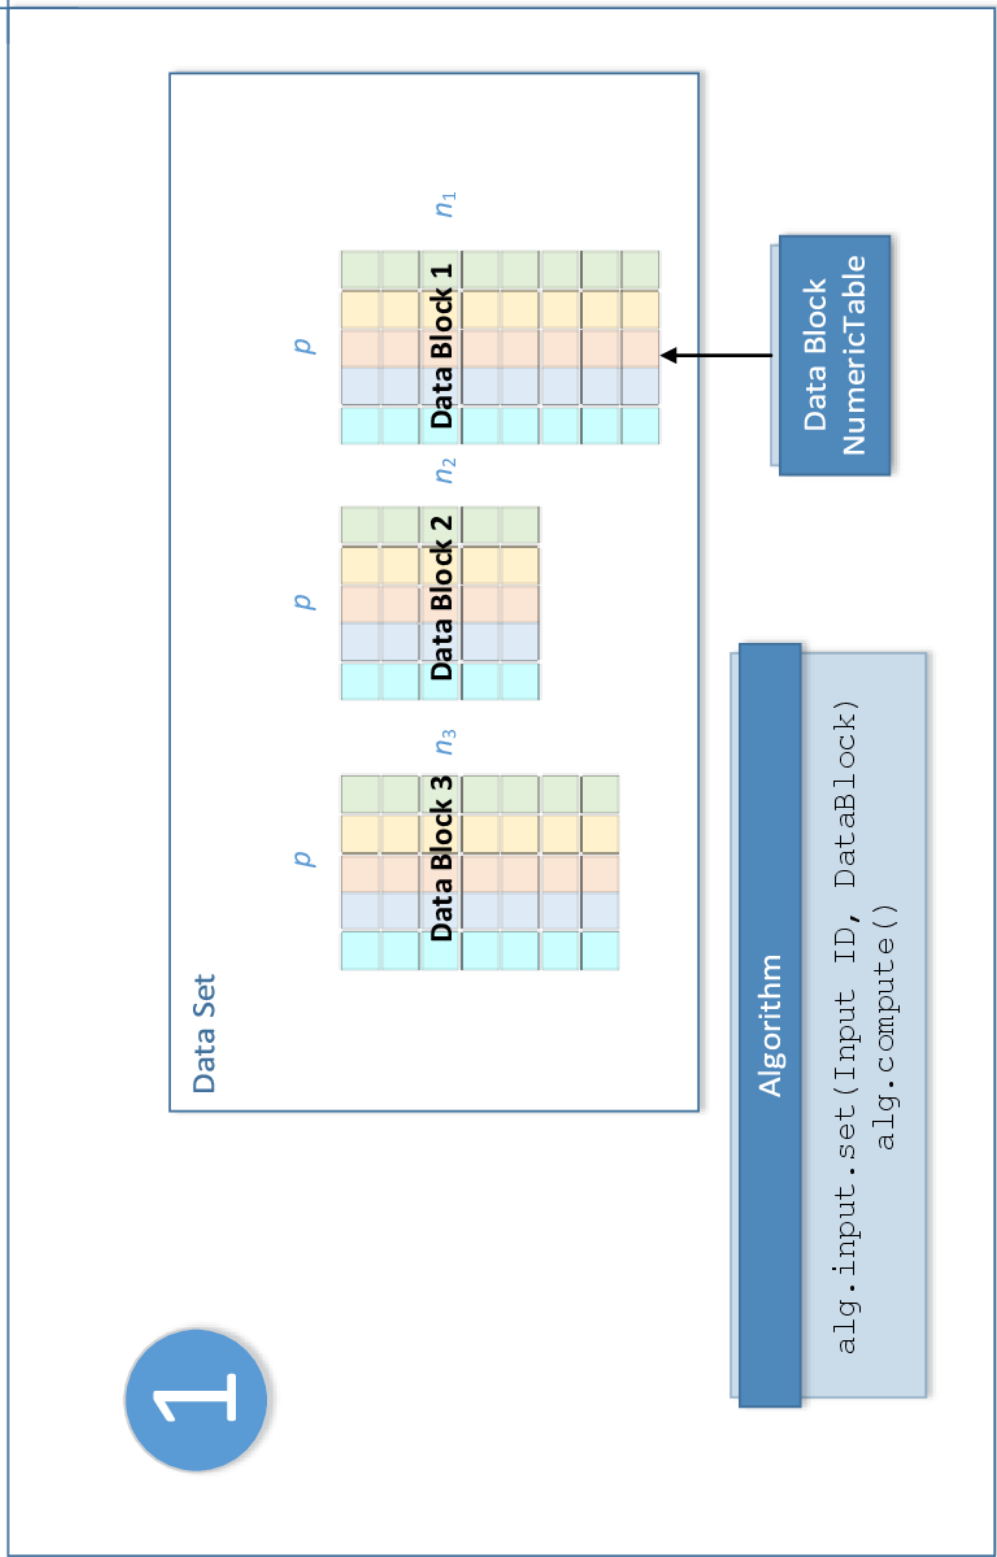 1
Data Set
p
p
p
Data Block 3
n3
Data Block 2
n2
Data Block 1
n1
Algorithm
alg.input.set(Input ID, DataBlock)
alg.compute()
Data Block
NumericTable